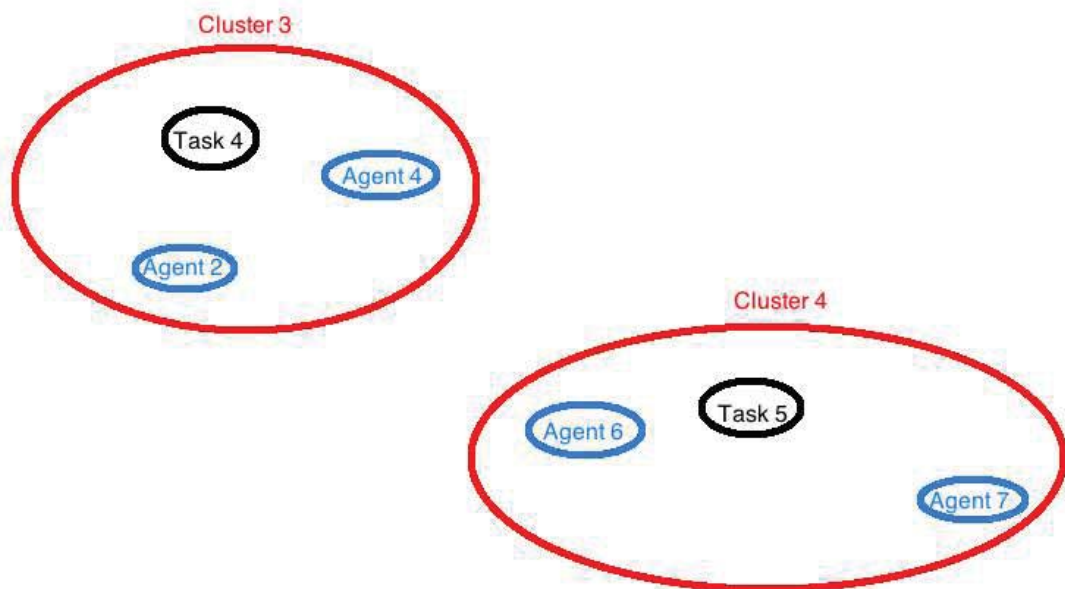 Cluster 3
Task 4
Agent 4
Agent 2
Cluster 4
Task 5
Agent 6
Agent 7